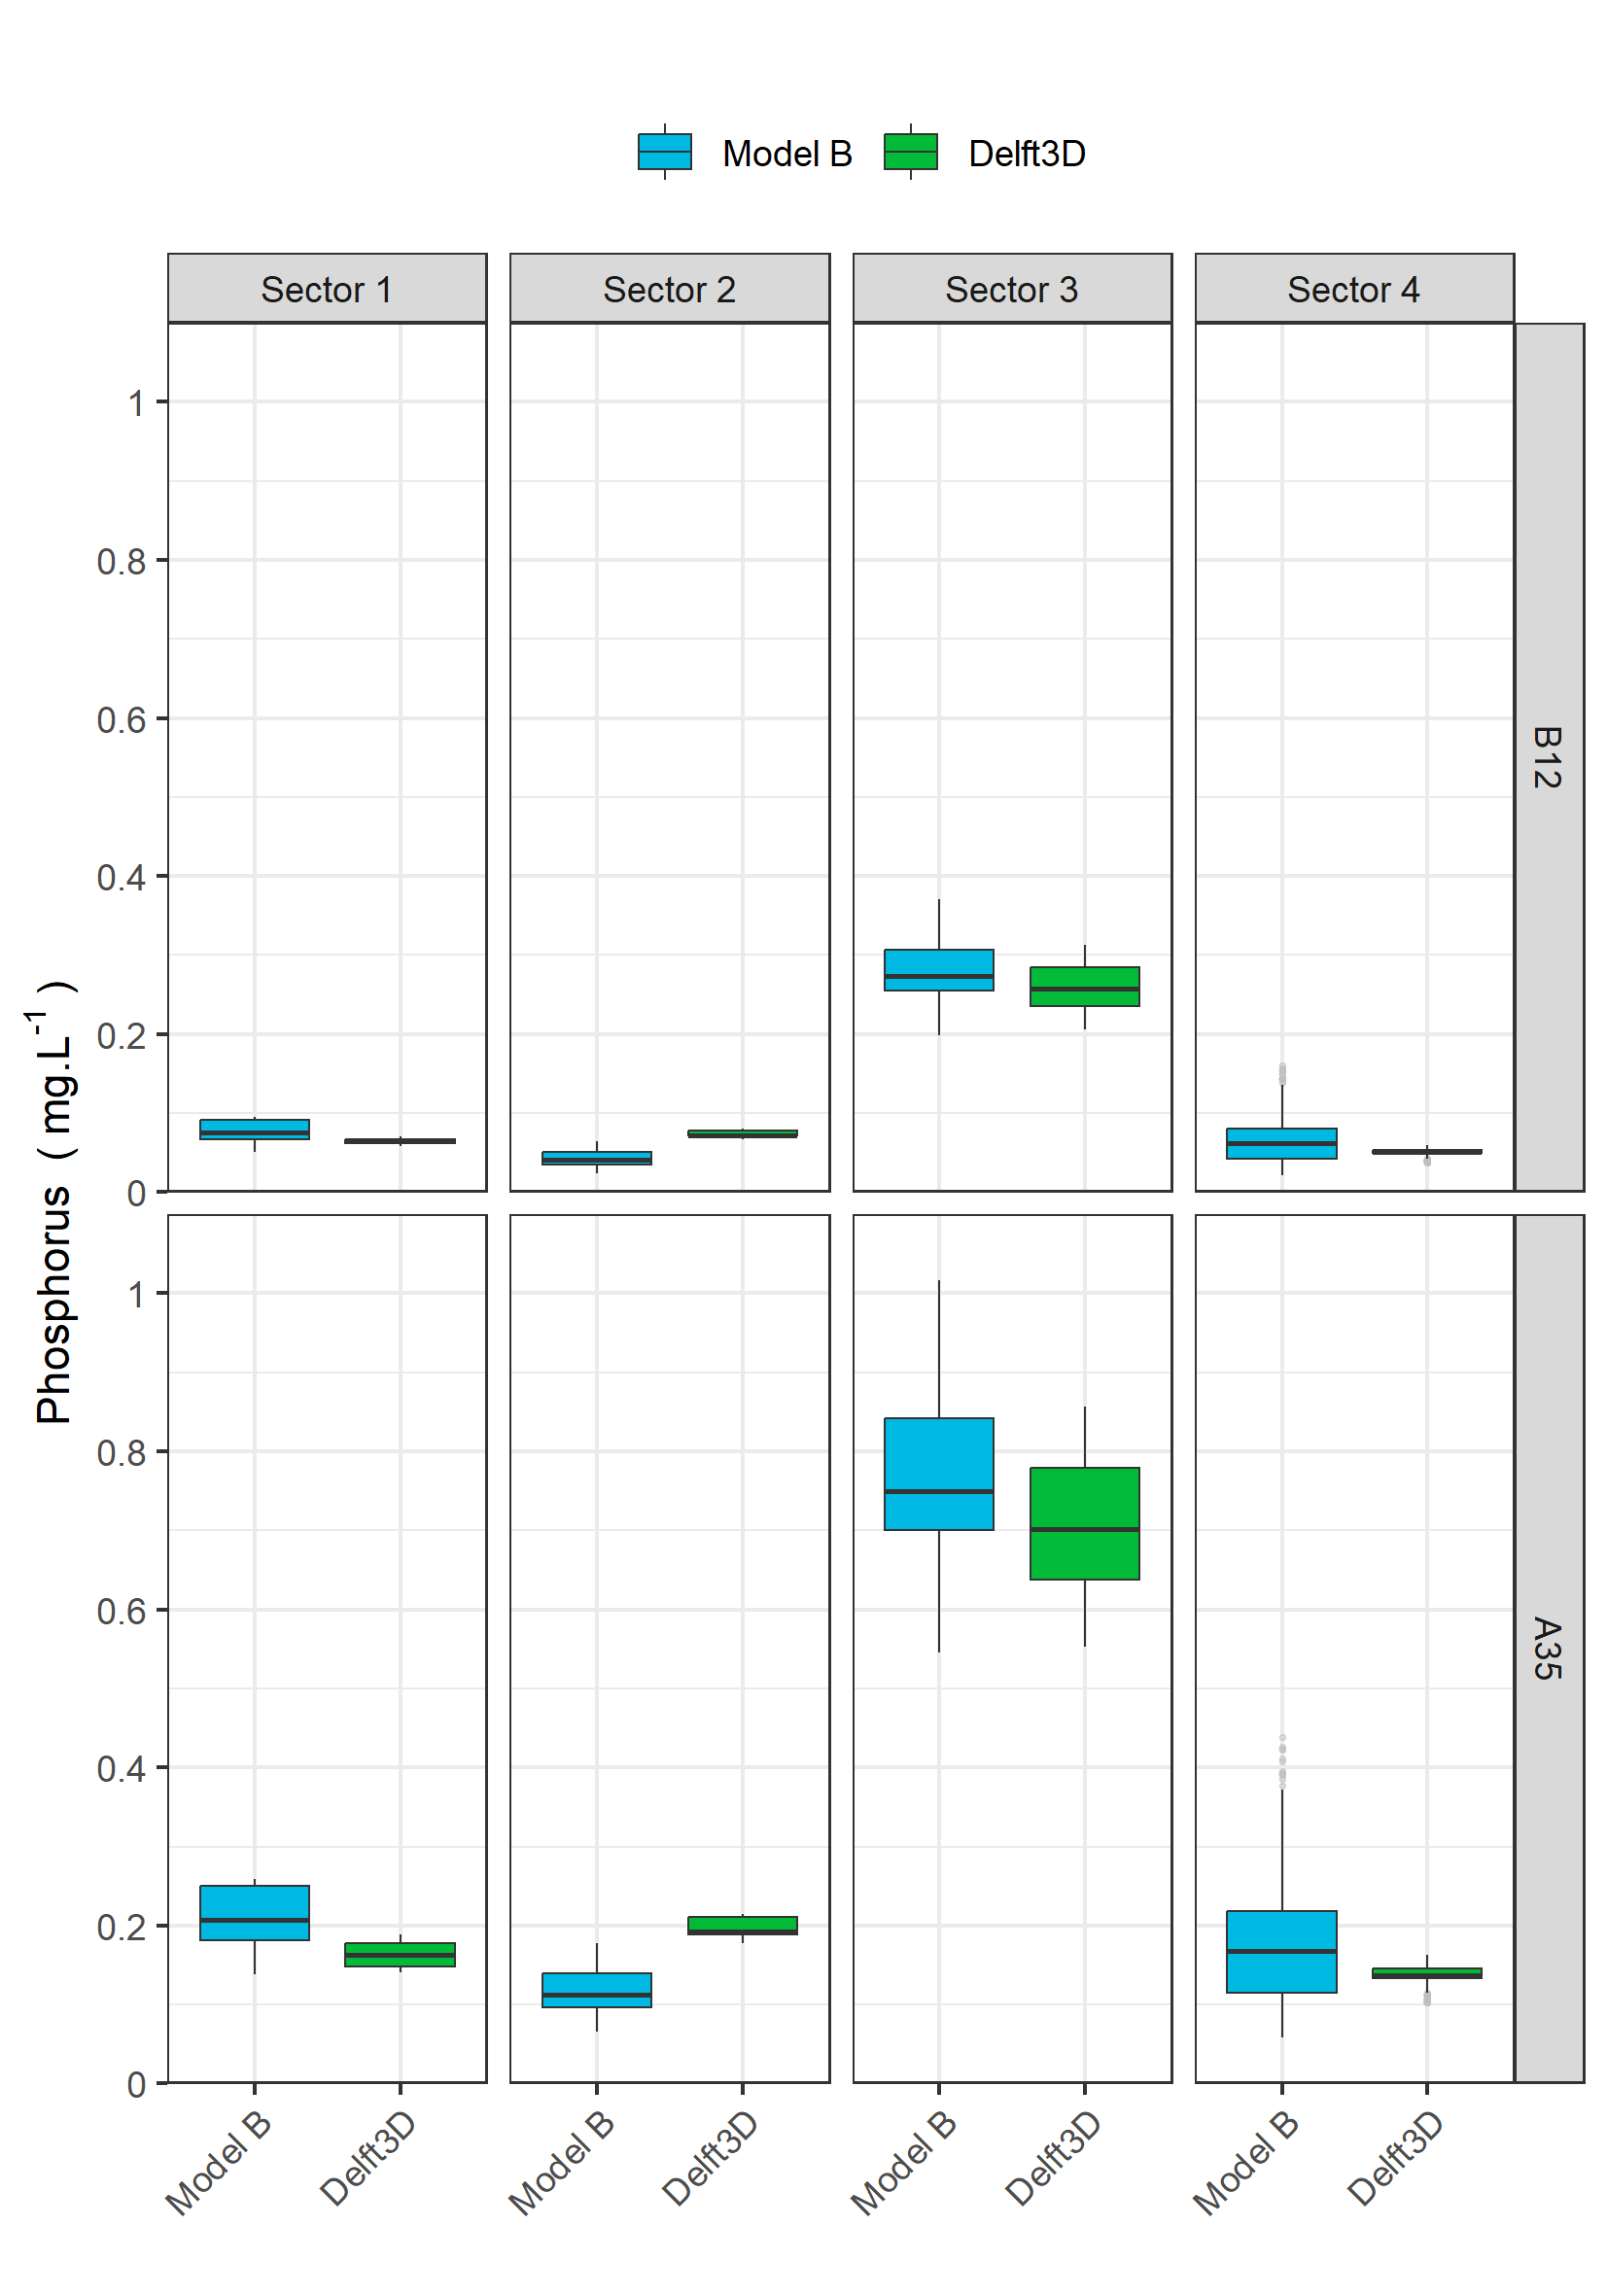 Model B Delft3D
Sector 1 Sector 2 Sector 3 Sector 4
B12
1
0.8
0.6
0.4
0.2
0
Phosphorus ( mg.L-1 )
A35
1
0.8
0.6
0.4
0.2
0
Model B Delft3D Model B Delft3D Model B Delft3D Model B Delft3D